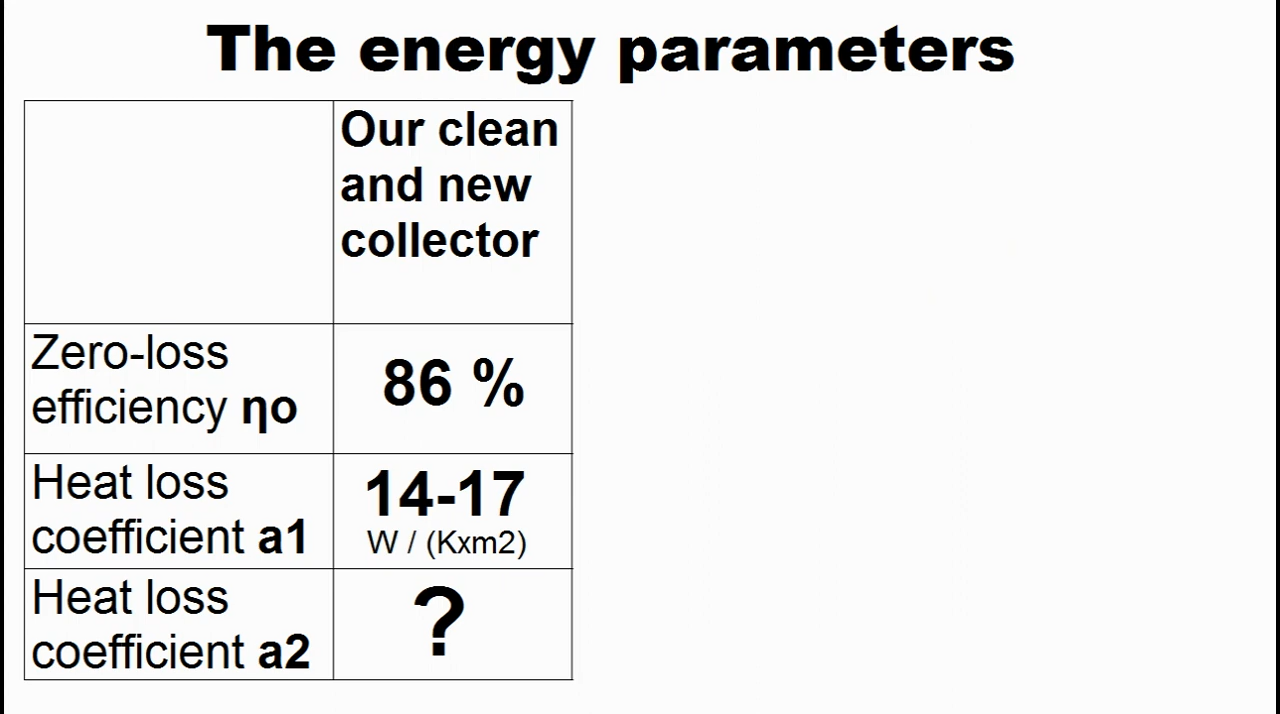 The energy parameters
Our clean
and new
collector
Zero-loss
efficiency ηo
86 %
Heat loss
coefficient a1
14-17
W / (Kxm2)
Heat loss
coefficient a2
?